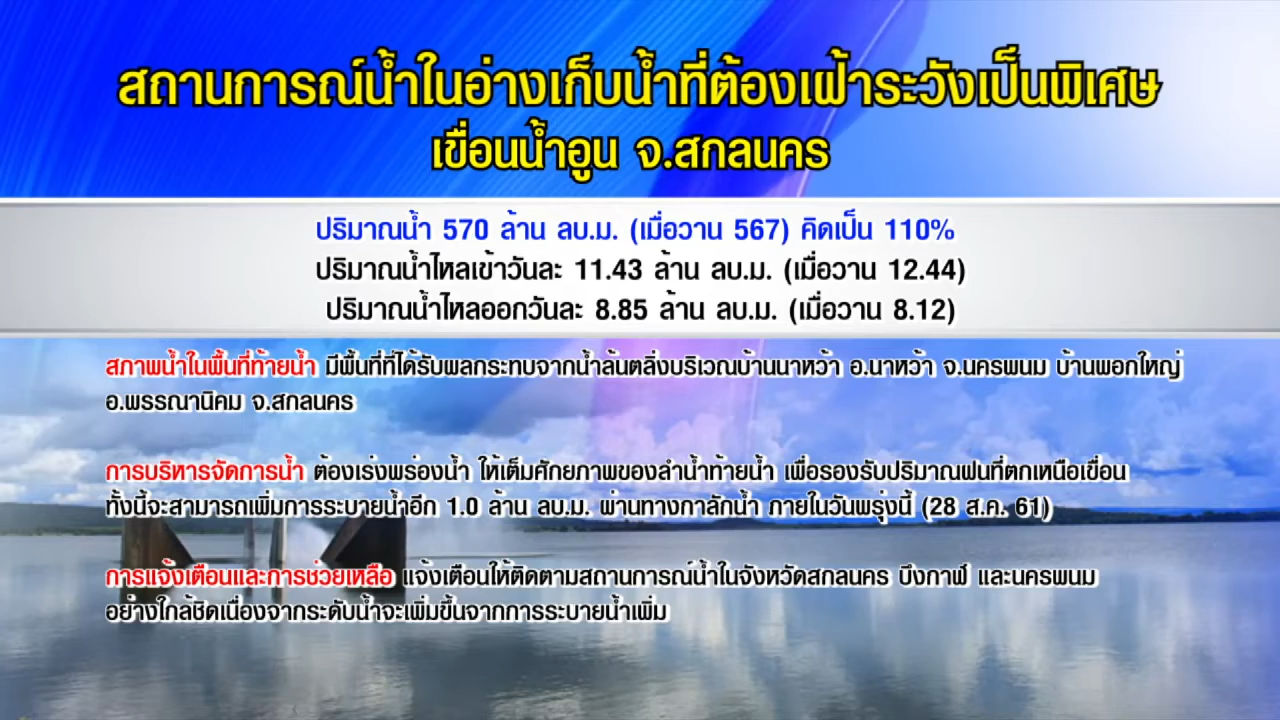 สถานการณ์น้ำในอ่างเก็บน้ำที่ต้องเฝ้าระวังเป็นพิเศษ
เขื่อนน้ำอูน จ.สกลนคร
ปริมาณน้ำ 570 ล้าน ลบ.ม. (เมื่อวาน 567) คิดเป็น 110%
ปริมาณน้ำไหลเข้าวันละ 11.43 ล้าน ลบ.ม. (เมื่อวาน 12.44)
ปริมาณน้ำไหลออกวันละ 8.85 ล้าน ลบ.ม. (เมื่อวาน 8.12)
สภาพน้ำในพื้นที่ท้ายน้ำ มีพื้นที่ที่ได้รับผลกระทบจากน้ำล้นตลิ่งบริเวณบ้านนาหว้า อ.นาหว้า จ.นครพนม บ้านพอกใหญ่
อ.พรรณานิคม จ.สกลนคร
การบริหารจัดการน้ำ ต้องเร่งพร่องน้ำ ให้เต็มศักยภาพของลำน้ำท้ายน้ำ เพื่อรองรับปริมาณฝนที่ตกเหนือเขื่อน
ทั้งนี้จะสามารถเพิ่มการระบายน้ำอีก 1.0 ล้าน ลบ.ม. ผ่านทางกาลักน้ำ ภายในวันพรุ่งนี้ (28 ส.ค. 61)
การแจ้งเตือนและการช่วยเหลือ แจ้งเตือนให้ติดตามสถานการณ์น้ำในจังหวัดสกลนคร บึงกาฬ และนครพนม
อย่างใกล้ชิดเนื่องจากระดับน้ำจะเพิ่มขึ้นจากการระบายน้ำเพิ่ม